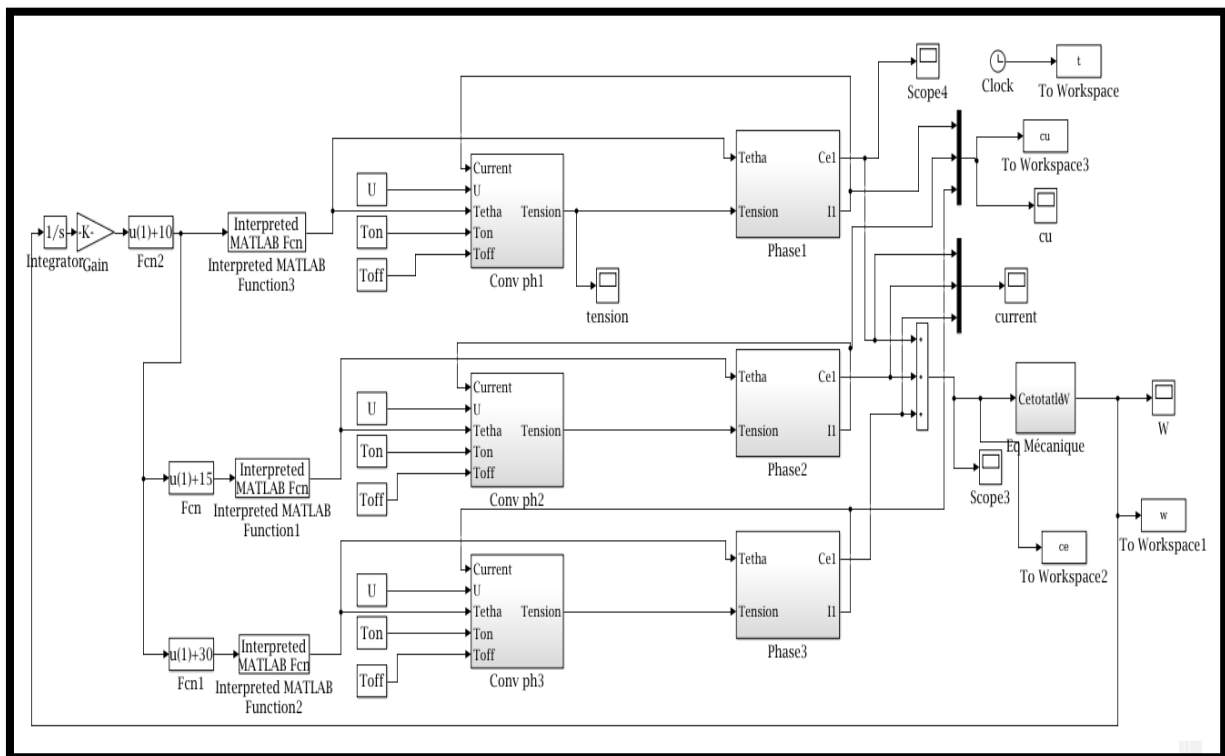 Scope4
Clock
t
To Workspace
cu
To Workspace3
cu
Tetha
Ce1
Tension
I1
Phase1
Current
U
Tetha
Tension
Ton
Toff
Conv ph1
U
Ton
Toff
tension
1/s
Integrator
-K-
Gain
u(1)+10
Fcn2
Interpreted
MATLAB Fcn
Interpreted MATLAB
Function3
current
Current
U
Tetha
Tension
Ton
Toff
Conv ph2
U
Ton
Toff
Tetha
Ce1
Tension
I1
Phase2
+
+
+
Cetotatle
W
Eq Mécanique
W
Scope3
w
To Workspace1
ce
To Workspace2
u(1)+15
Fcn
Interpreted
MATLAB Fcn
Interpreted MATLAB
Function1
Current
U
Tetha
Tension
Ton
Toff
Conv ph3
U
Ton
Toff
Tetha
Ce1
Tension
I1
Phase3
u(1)+30
Fcn1
Interpreted
MATLAB Fcn
Interpreted MATLAB
Function2